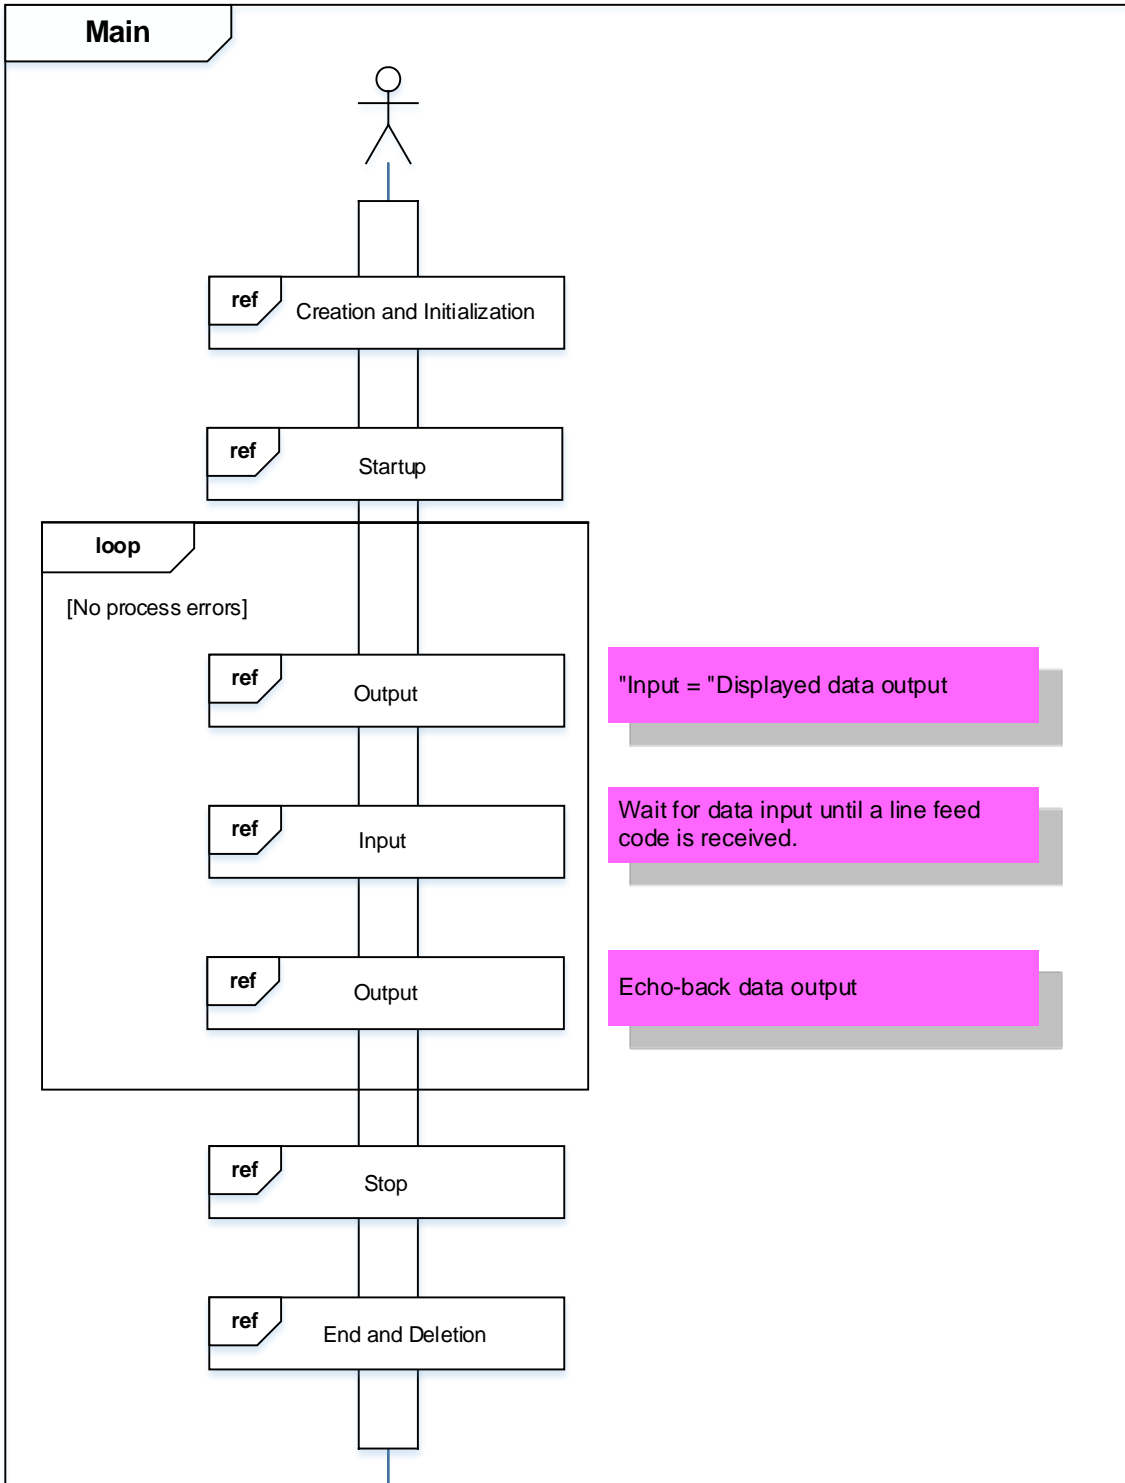 Main
ref
Creation and Initialization
ref
Startup
loop
[No process errors]
ref
Output
"Input = "Displayed data output
ref
Input
Wait for data input until a line feed
code is received.
ref
Output
Echo-back data output
ref
Stop
ref
End and Deletion